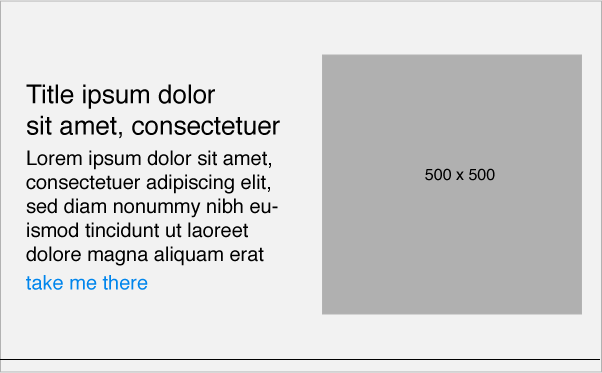 Title ipsum dolor
sit amet, consectetuer
Lorem ipsum dolor sit amet,
consectetuer adipiscing elit,
sed diam nonummy nibh eu-
ismod tincidunt ut laoreet
dolore magna aliquam erat
take me there
500 x 500